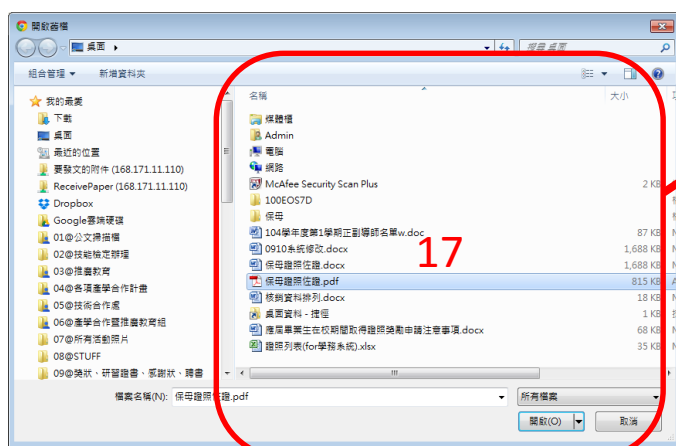 開啟舊檔
桌面
搜尋 桌面
組合管理 新增資料夾
名稱 大小
我的最愛
下載
桌面
最近的位置
要發文的附件 (168.171.11.110)
ReceivePaper (168.171.11.110)
Dropbox
Google雲端硬碟
01@公文掃描檔
02@技能檢定辦理
03@推廣教育
04@各項產學合作計畫
05@技術合作處
06@產學合作暨推廣教育組
07@所有活動照片
08@STUFF
09@獎狀、研習證書、感謝狀、聘書
媒體櫃
Admin
電腦
網路
McAfee Security Scan Plus 2 KB
100EOS7D
保母
104學年度第1學期正副導師名單w.doc 87 KB
0910系統修改.docx 1,688 KB
保母證照佐證.docx 1,688 KB
保母證照佐證.pdf 815 KB
核銷資料排列.docx 18 KB
桌面資料 - 捷徑 1 KB
應屆畢業生在校期間取得證照獎勵申請注意事項.docx 68 KB
證照列表(for學務系統).xlsx 35 KB
17
檔案名稱(N): 保母證照佐證.pdf 所有檔案
開啟(O) 取消